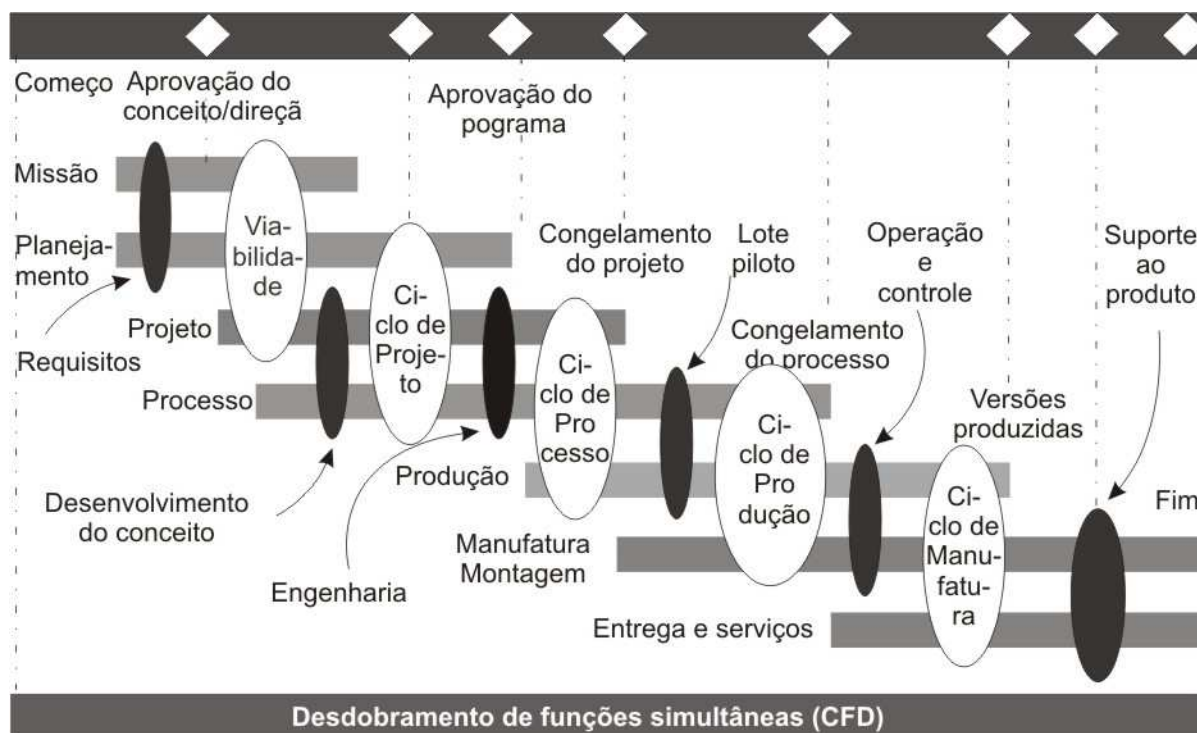 Começo
Aprovação do
conceito/direçã
Aprovação do
pograma
Missão
Planeja-
mento
Via-
bilida-
de
Requisitos
Projeto
Ci-
clo de
Proje-
to
Congelamento
do projeto
Lote
piloto
Operação
e
controle
Suporte
ao
produto
Processo
Ci-
clo de
Pro
cesso
Congelamento
do processo
Desenvolvimento
do conceito
Produção
Ci-
clo de
Pro
dução
Versões
produzidas
Engenharia
Manufatura
Montagem
Ci-
clo de
Manu-
fatu-
ra
Fim
Entrega e serviços
Desdobramento de funções simultâneas (CFD)